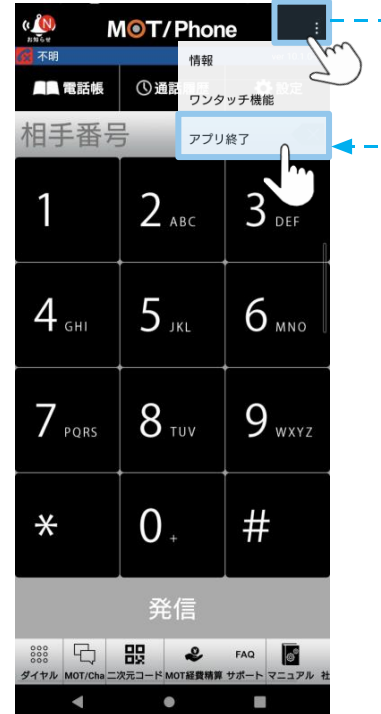 お知らせ
MOT/Phone
不明
情報
電話帳
通話
設定
ワンタッチ機能
相手番号
アプリ終了
1
2 ABC
3 DEF
4 GHI
5 JKL
6 MNO
7 PQRS
8 TUV
9 WXYZ
*
0 +
#
発信
ダイヤル MOT/Cha 二次元コード MOT経費精算 FAQ サポート マニュアル 社